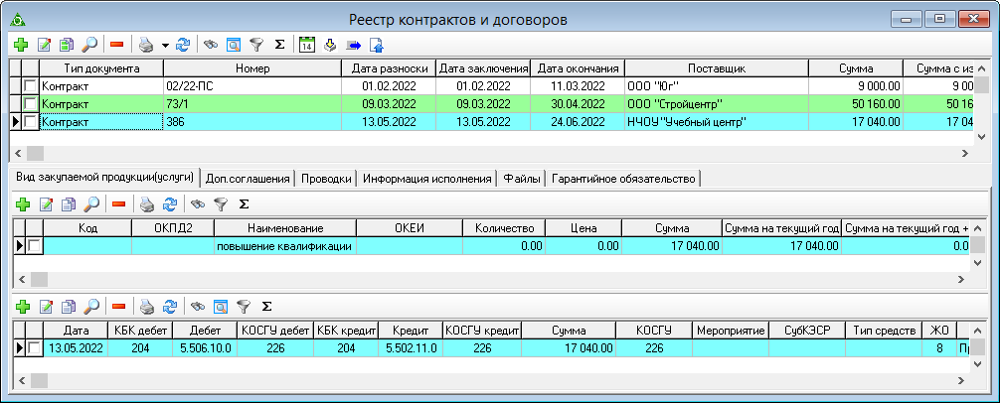 Реестр контрактов и договоров
14
Тип документа Номер Дата разноски Дата заключения Дата окончания Поставщик Сумма Сумма с из
Контракт 02/22-ПС 01.02.2022 01.02.2022 11.03.2022 ООО "Юг" 9 000.00 9 00
Контракт 73/1 09.03.2022 09.03.2022 30.04.2022 ООО "Стройцентр" 50 160.00 50 16
Контракт 386 13.05.2022 13.05.2022 24.06.2022 НЧОУ "Учебный центр" 17 040.00 17 04
Вид закупаемой продукции(услуги) Доп.соглашения Проводки Информация исполнения Файлы Гарантийное обязательство
Код ОКПД2 Наименование ОКЕИ Количество Цена Сумма Сумма на текущий год Сумма на текущий год +
повышение квалификации 0.00 0.00 17 040.00 17 040.00 0.0
Дата КБК дебет Дебет КОСГУ дебет КБК кредит Кредит КОСГУ кредит Сумма КОСГУ Мероприятие СубКЭСР Тип средств ЖО
13.05.2022 204 5.506.10.0 226 204 5.502.11.0 226 17 040.00 226 8 Пр